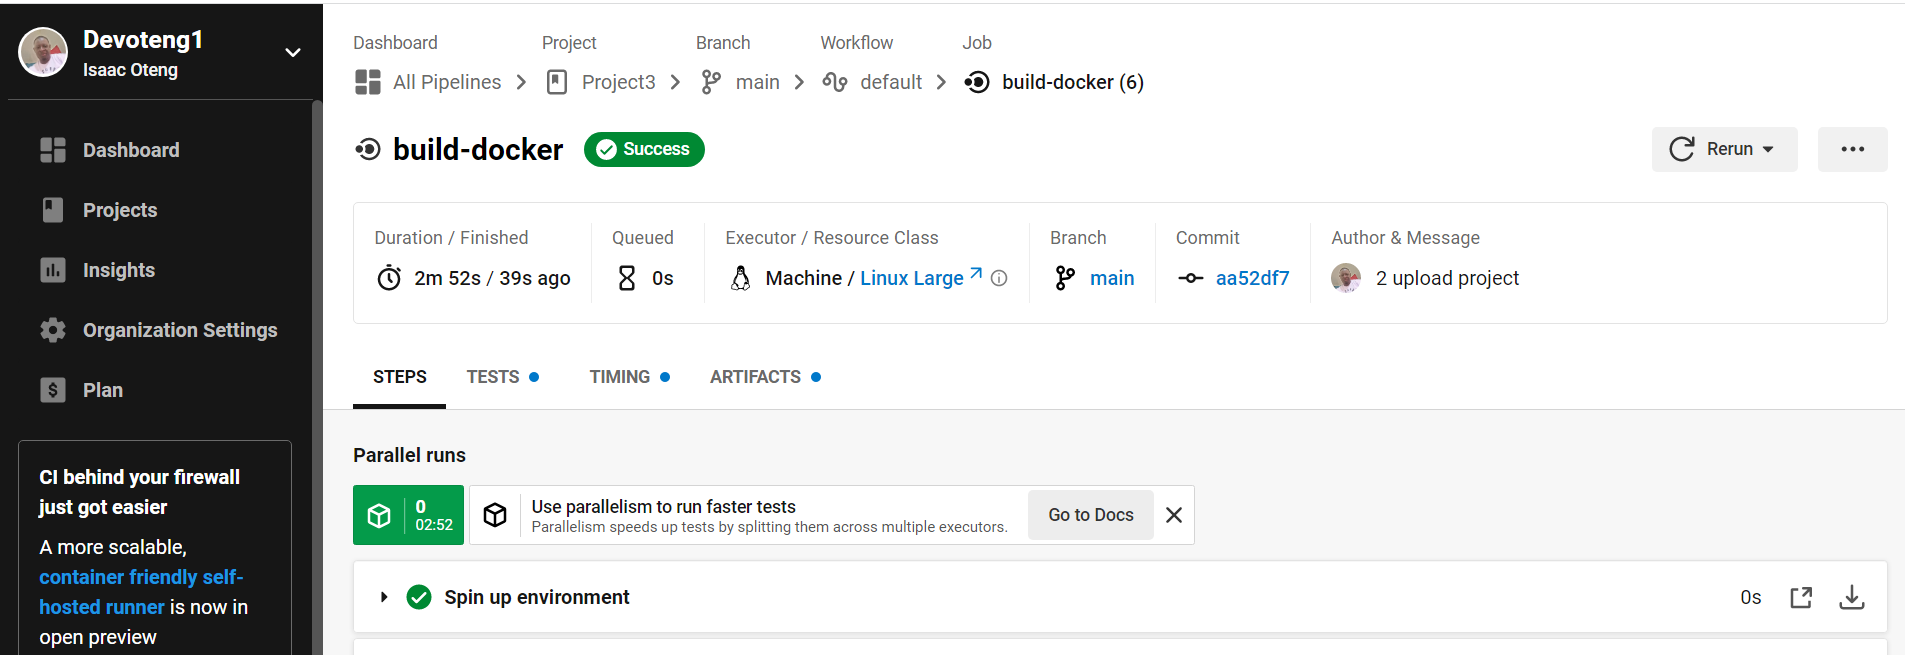 Devoteng1
Isaac Oteng
Dashboard
Projects
Insights
Organization Settings
Plan
CI behind your firewall
just got easier
A more scalable,
container friendly self-
hosted runner is now in
open preview
Dashboard Project Branch Workflow Job
All Pipelines Project3 main default build-docker (6)
build-docker Success Rerun
Duration / Finished Queued Executor / Resource Class Branch Commit Author & Message
2m 52s / 39s ago 0s Machine / Linux Large main aa52df7 2 upload project
STEPS TESTS TIMING ARTIFACTS
Parallel runs
0
02:52
Use parallelism to run faster tests
Parallelism speeds up tests by splitting them across multiple executors.
Go to Docs
Spin up environment 0s